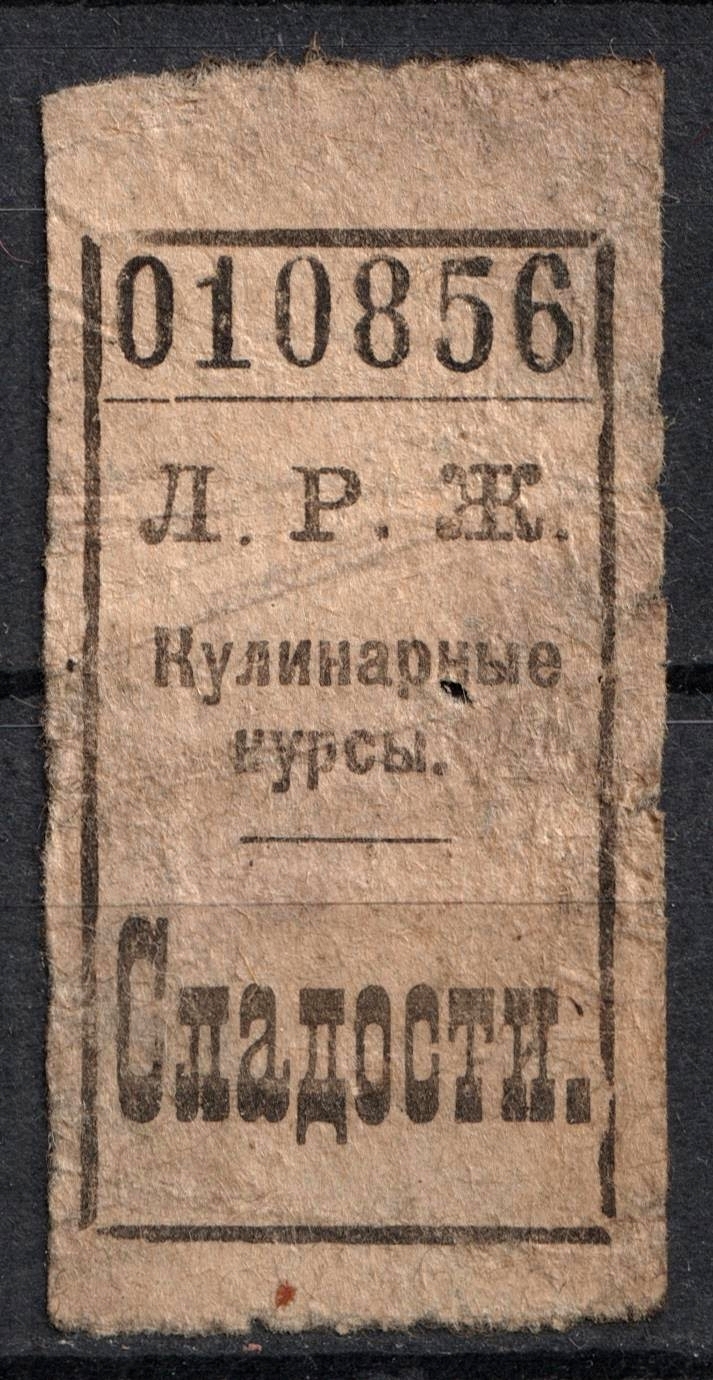 010856
Л. Р. Ж.
Кулинарные
курсы.
Сладости.